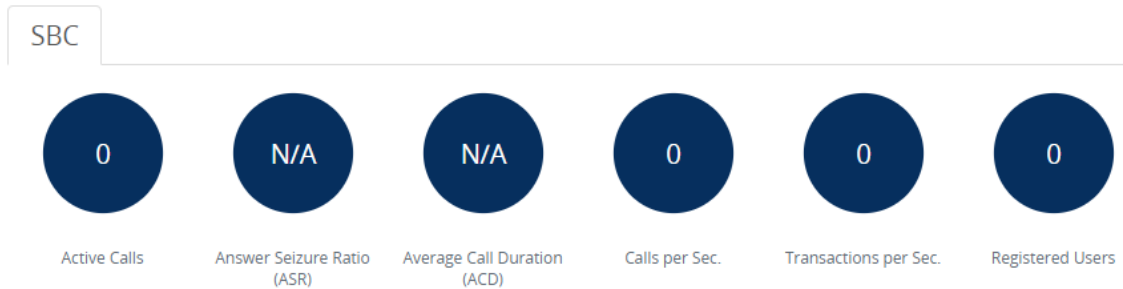 SBC
0
N/A
N/A
0
0
0
Active Calls
Answer Seizure Ratio
(ASR)
Average Call Duration
(ACD)
Calls per Sec.
Transactions per Sec.
Registered Users